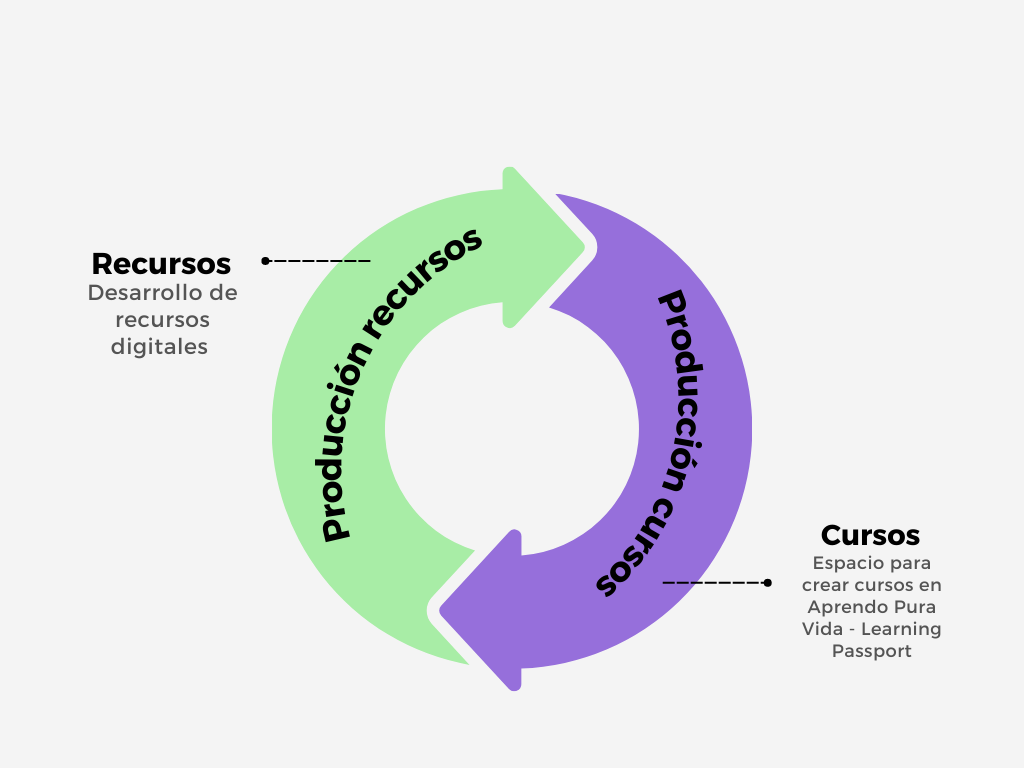 Producción recursos
Producción cursos
Recursos
Desarrollo de
recursos
digitales
Cursos
Espacio para
crear cursos en
Aprendo Pura
Vida - Learning
Passport